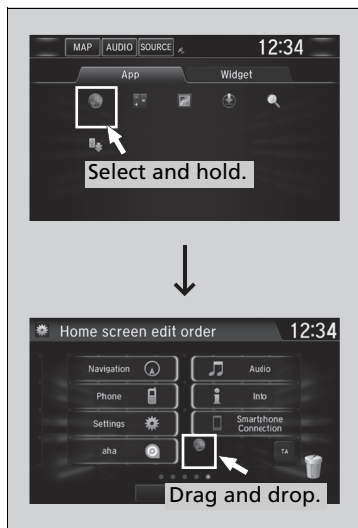 MAP AUDIO SOURCE 12:34
App Widget
Select and hold.
Home screen edit order 12:34
Navigation Audio
Phone Info
Settings Smartphone Connection
aha
TA
Drag and drop.